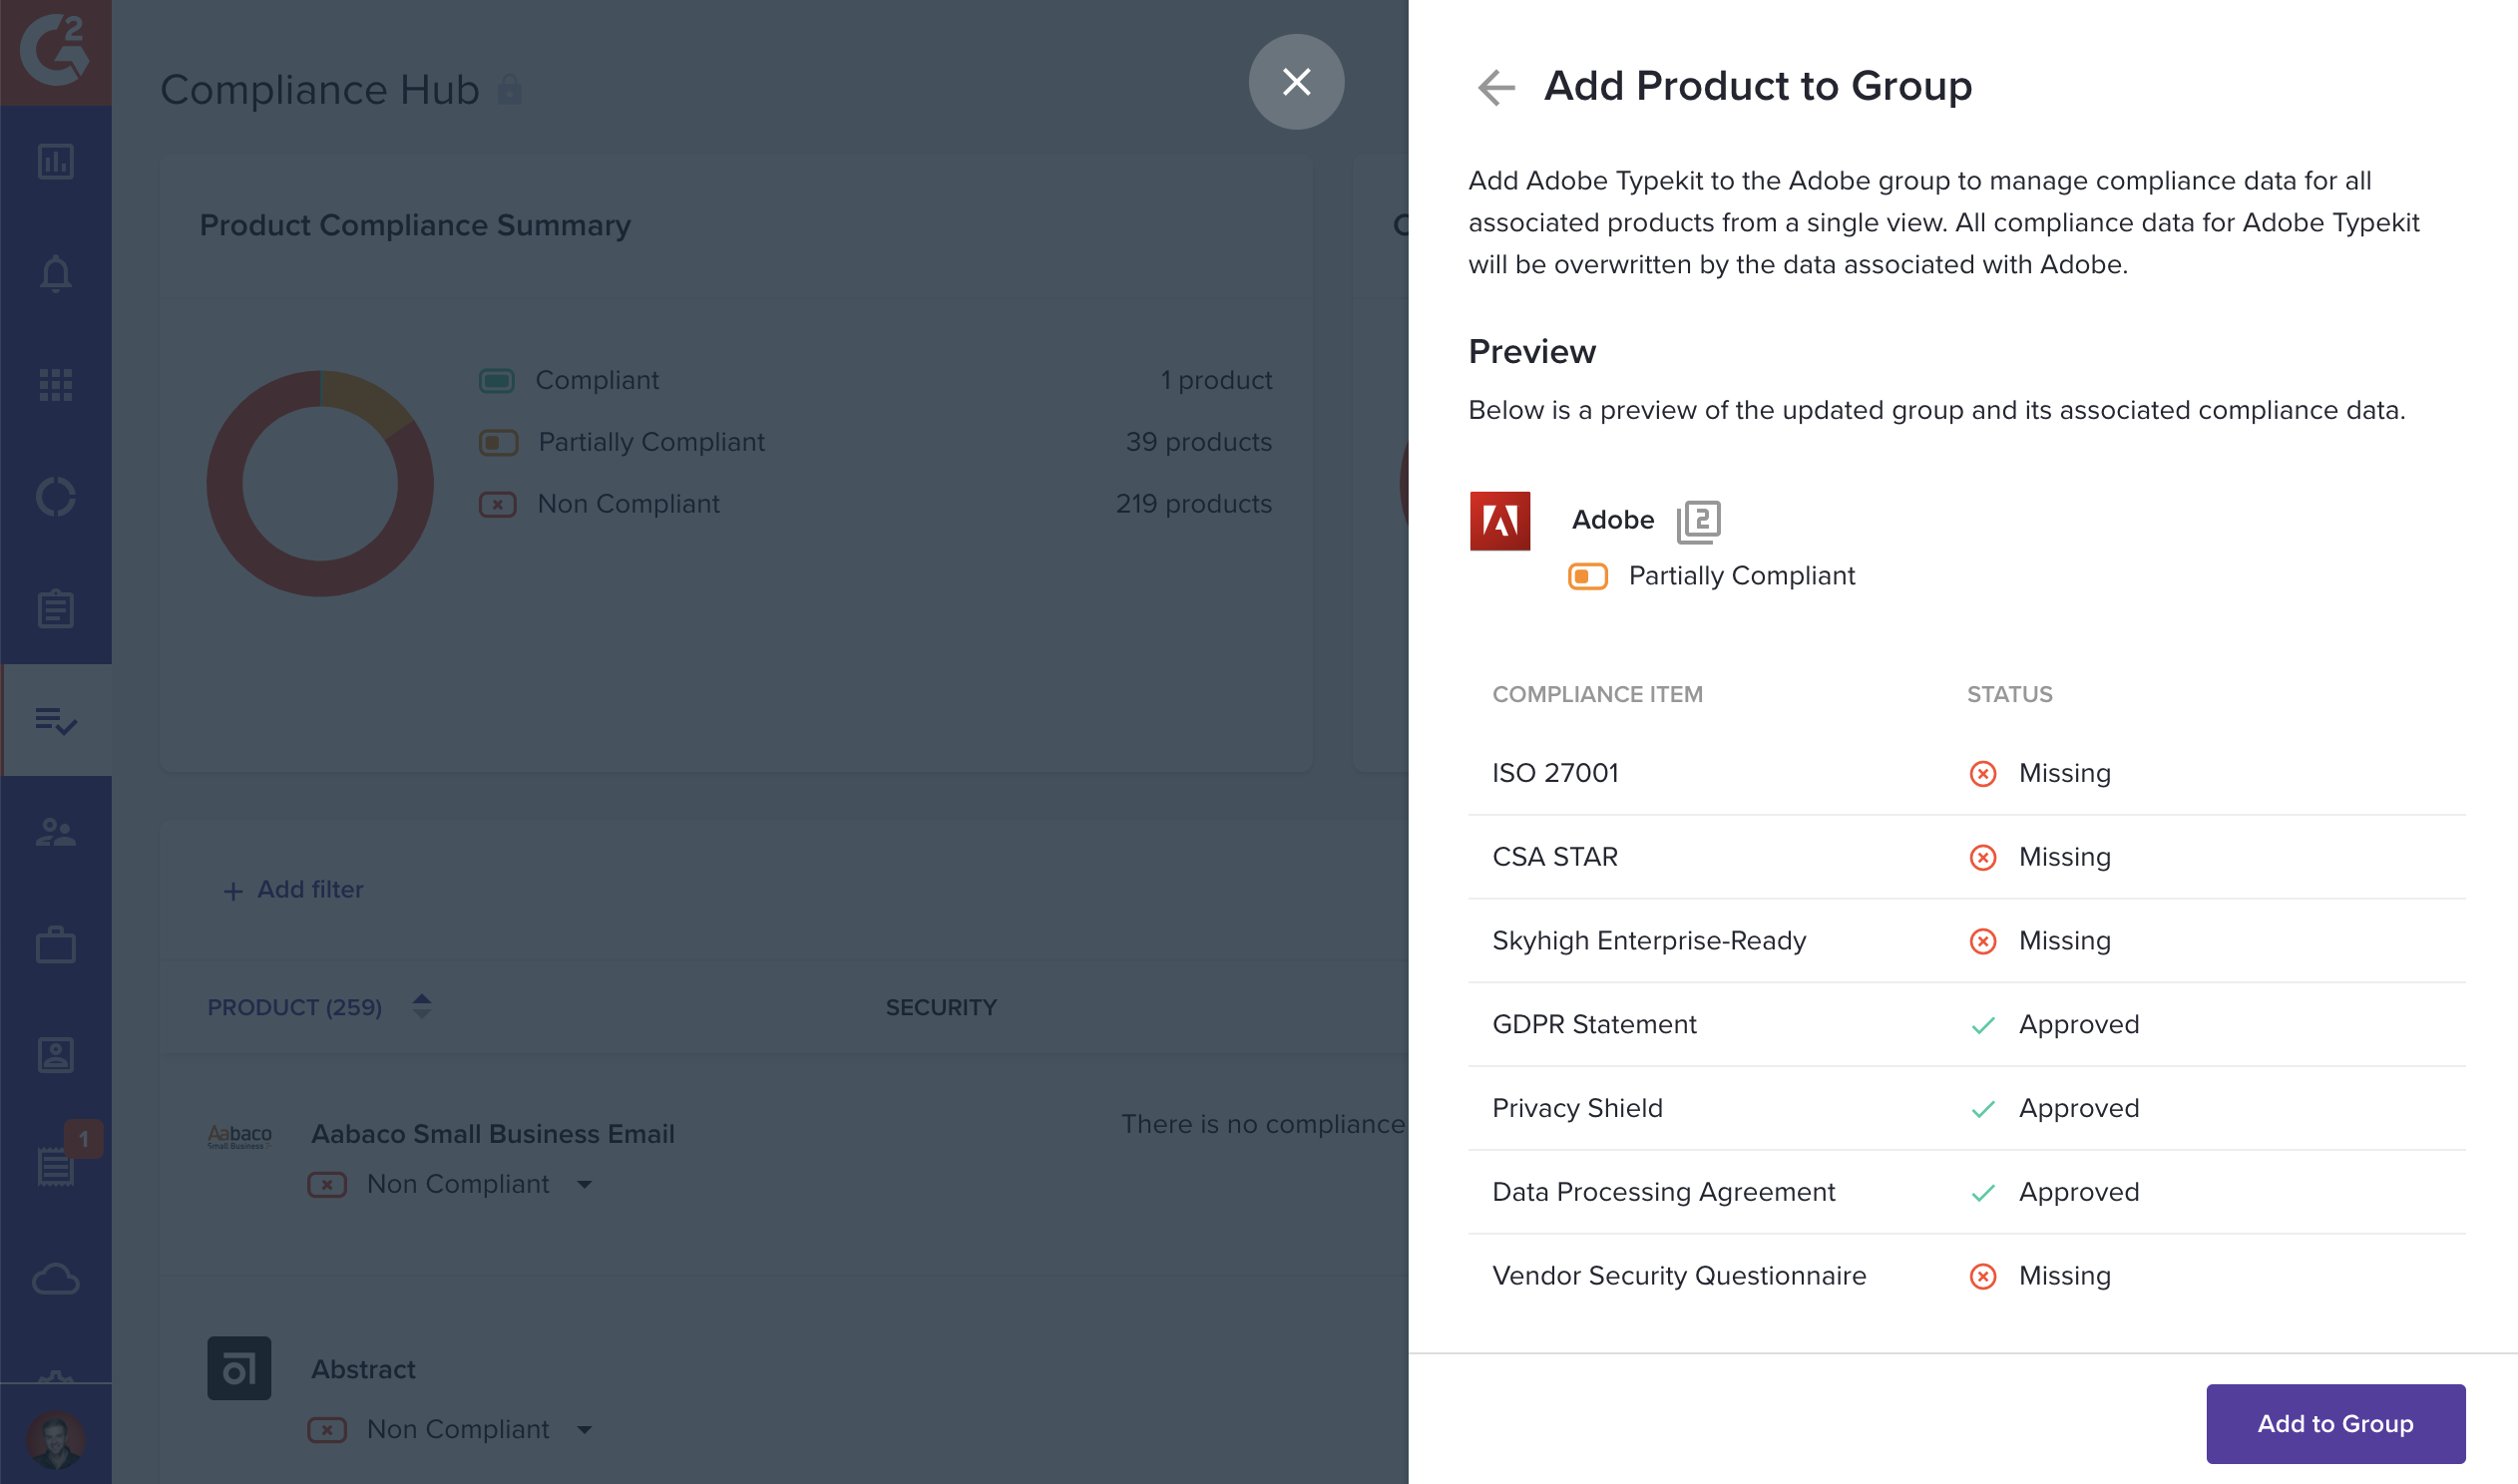 G2
Compliance Hub
Product Compliance Summary
C
Compliant
1 product
Partially Compliant
39 products
Non Compliant
219 products
+ Add filter
PRODUCT (259)
SECURITY
Aabaco
Small Business
Aabaco Small Business Email
Non Compliant
There is no compliance
1
Abstract
Non Compliant
Add Product to Group
Add Adobe Typekit to the Adobe group to manage compliance data for all
associated products from a single view. All compliance data for Adobe Typekit
will be overwritten by the data associated with Adobe.
Preview
Below is a preview of the updated group and its associated compliance data.
Adobe 2
Partially Compliant
COMPLIANCE ITEM
STATUS
ISO 27001
Missing
CSA STAR
Missing
Skyhigh Enterprise-Ready
Missing
GDPR Statement
Approved
Privacy Shield
Approved
Data Processing Agreement
Approved
Vendor Security Questionnaire
Missing
Add to Group